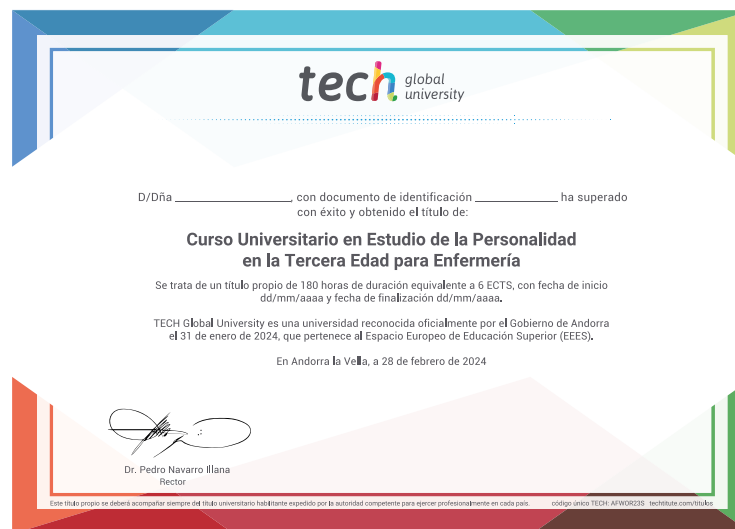 tech global university
D/Dña ______________, con documento de identificación __________ ha superado
con éxito y obtenido el título de:
Curso Universitario en Estudio de la Personalidad
en la Tercera Edad para Enfermería
Se trata de un título propio de 180 horas de duración equivalente a 6 ECTS, con fecha de inicio
dd/mm/aaaa y fecha de finalización dd/mm/aaaa.
TECH Global University es una universidad reconocida oficialmente por el Gobierno de Andorra
el 31 de enero de 2024, que pertenece al Espacio Europeo de Educación Superior (EEES).
En Andorra la Vella, a 28 de febrero de 2024
Dr. Pedro Navarro Illana
Rector
Este título propio se deberá acompañar siempre del título universitario habilitante expedido por la autoridad competente para ejercer profesionalmente en cada país. código único TECH: AFWOR23S techtitute.com/titulos